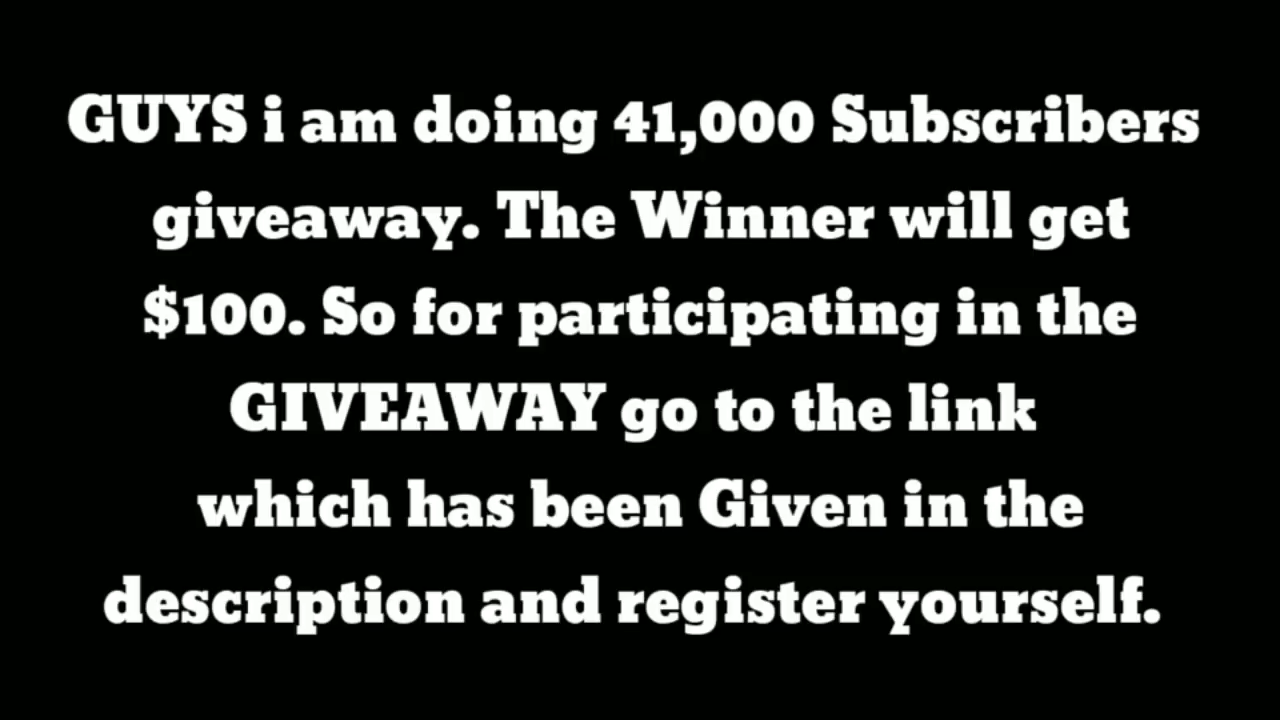 GUYS i am doing 41,000 Subscribers
giveaway. The Winner will get
$100. So for participating in the
GIVEAWAY go to the link
which has been Given in the
description and register yourself.